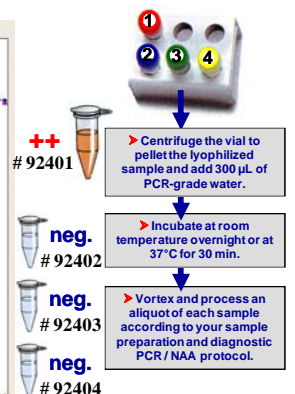 1
2
3
4
++
# 92401
➤ Centrifuge the vial to
pellet the lyophilized
sample and add 300 µL of
PCR-grade water.
neg.
# 92402
➤ Incubate at room
temperature overnight or at
37°C for 30 min.
neg.
# 92403
➤ Vortex and process an
aliquot of each sample
according to your sample
preparation and diagnostic
PCR / NAA protocol.
neg.
# 92404